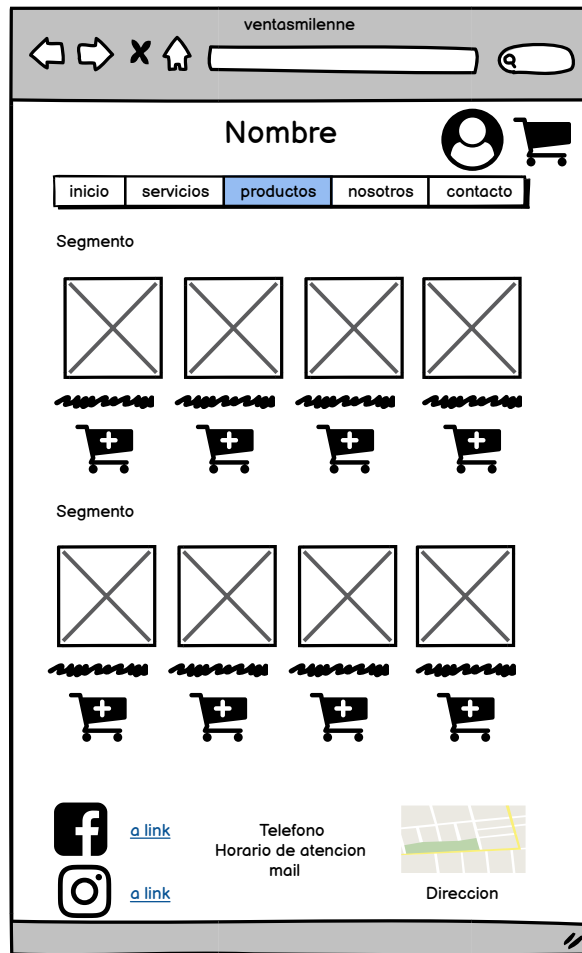 ventasmilenne
Nombre
inicio servicios productos nosotros contacto
Segmento
Segmento
a link
a link
Telefono
Horario de atencion
mail
Direccion